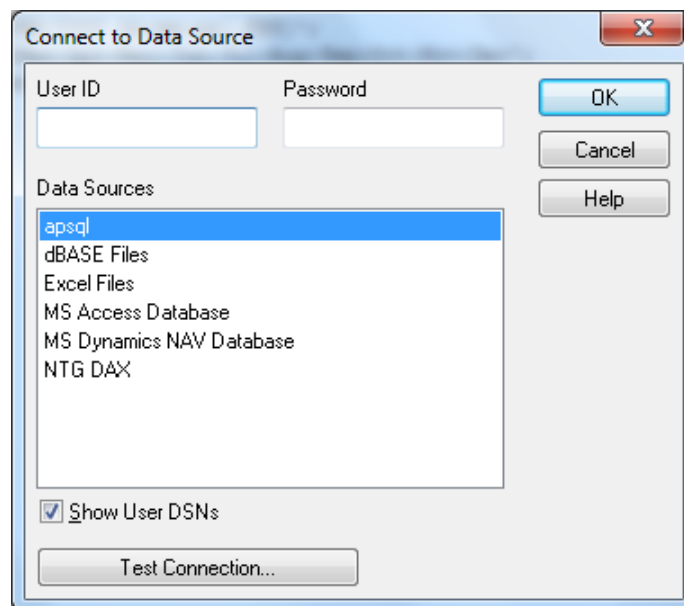 Connect to Data Source
User ID
Password
OK
Cancel
Help
Data Sources
apsql
dBASE Files
Excel Files
MS Access Database
MS Dynamics NAV Database
NTG DAX
Show User DSNs
Test Connection...